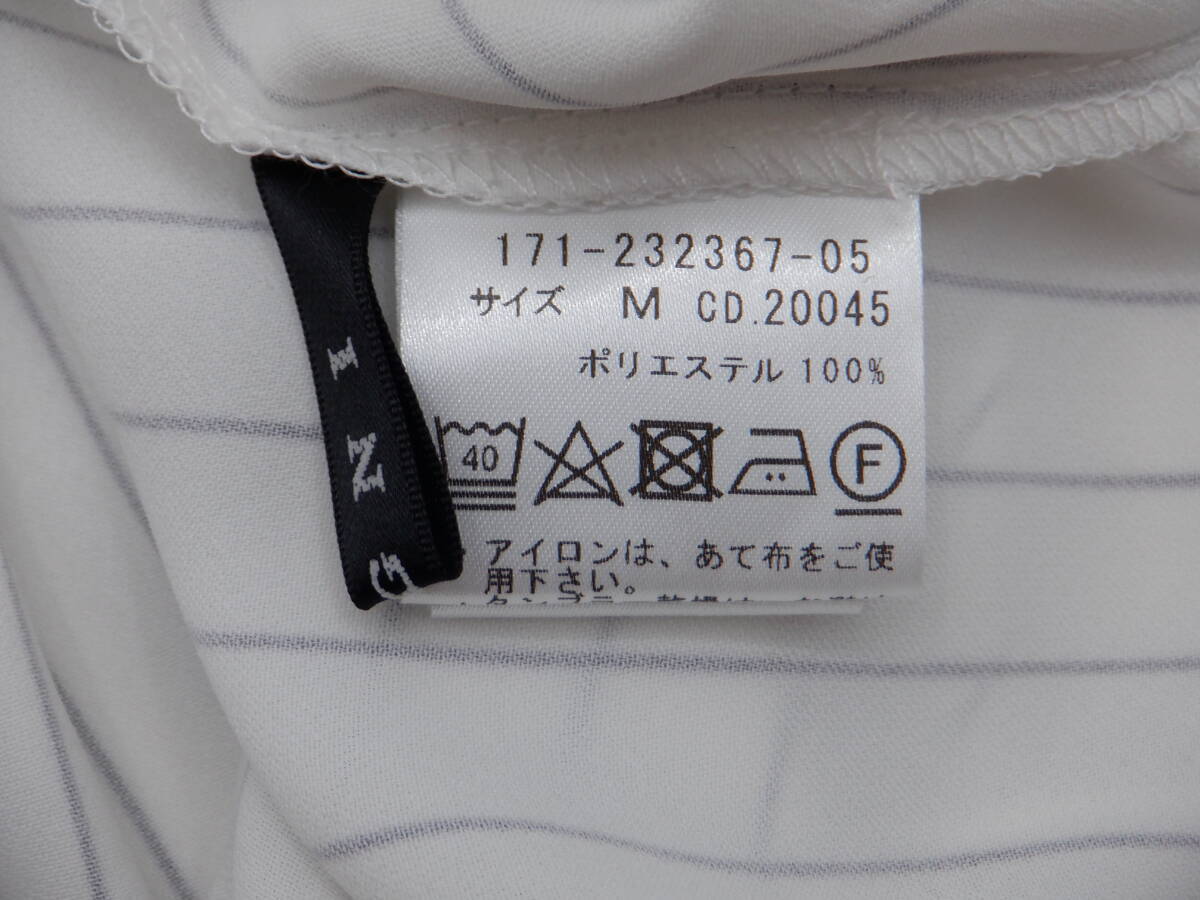 171-232367-05
サイズ M CD.20045
ポリエステル 100%
40
F
・アイロンは、あて布をご使
用下さい。
I N G